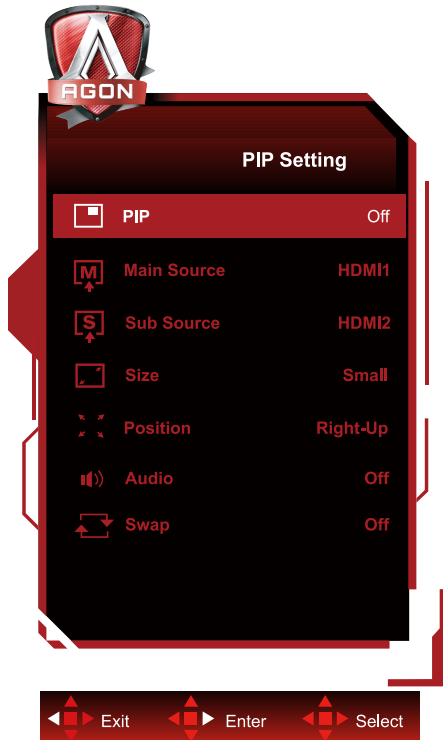 AGON
PIP Setting
PIP Off
M Main Source HDMI1
S Sub Source HDMI2
Size Small
Position Right-Up
Audio Off
Swap Off
Exit Enter Select